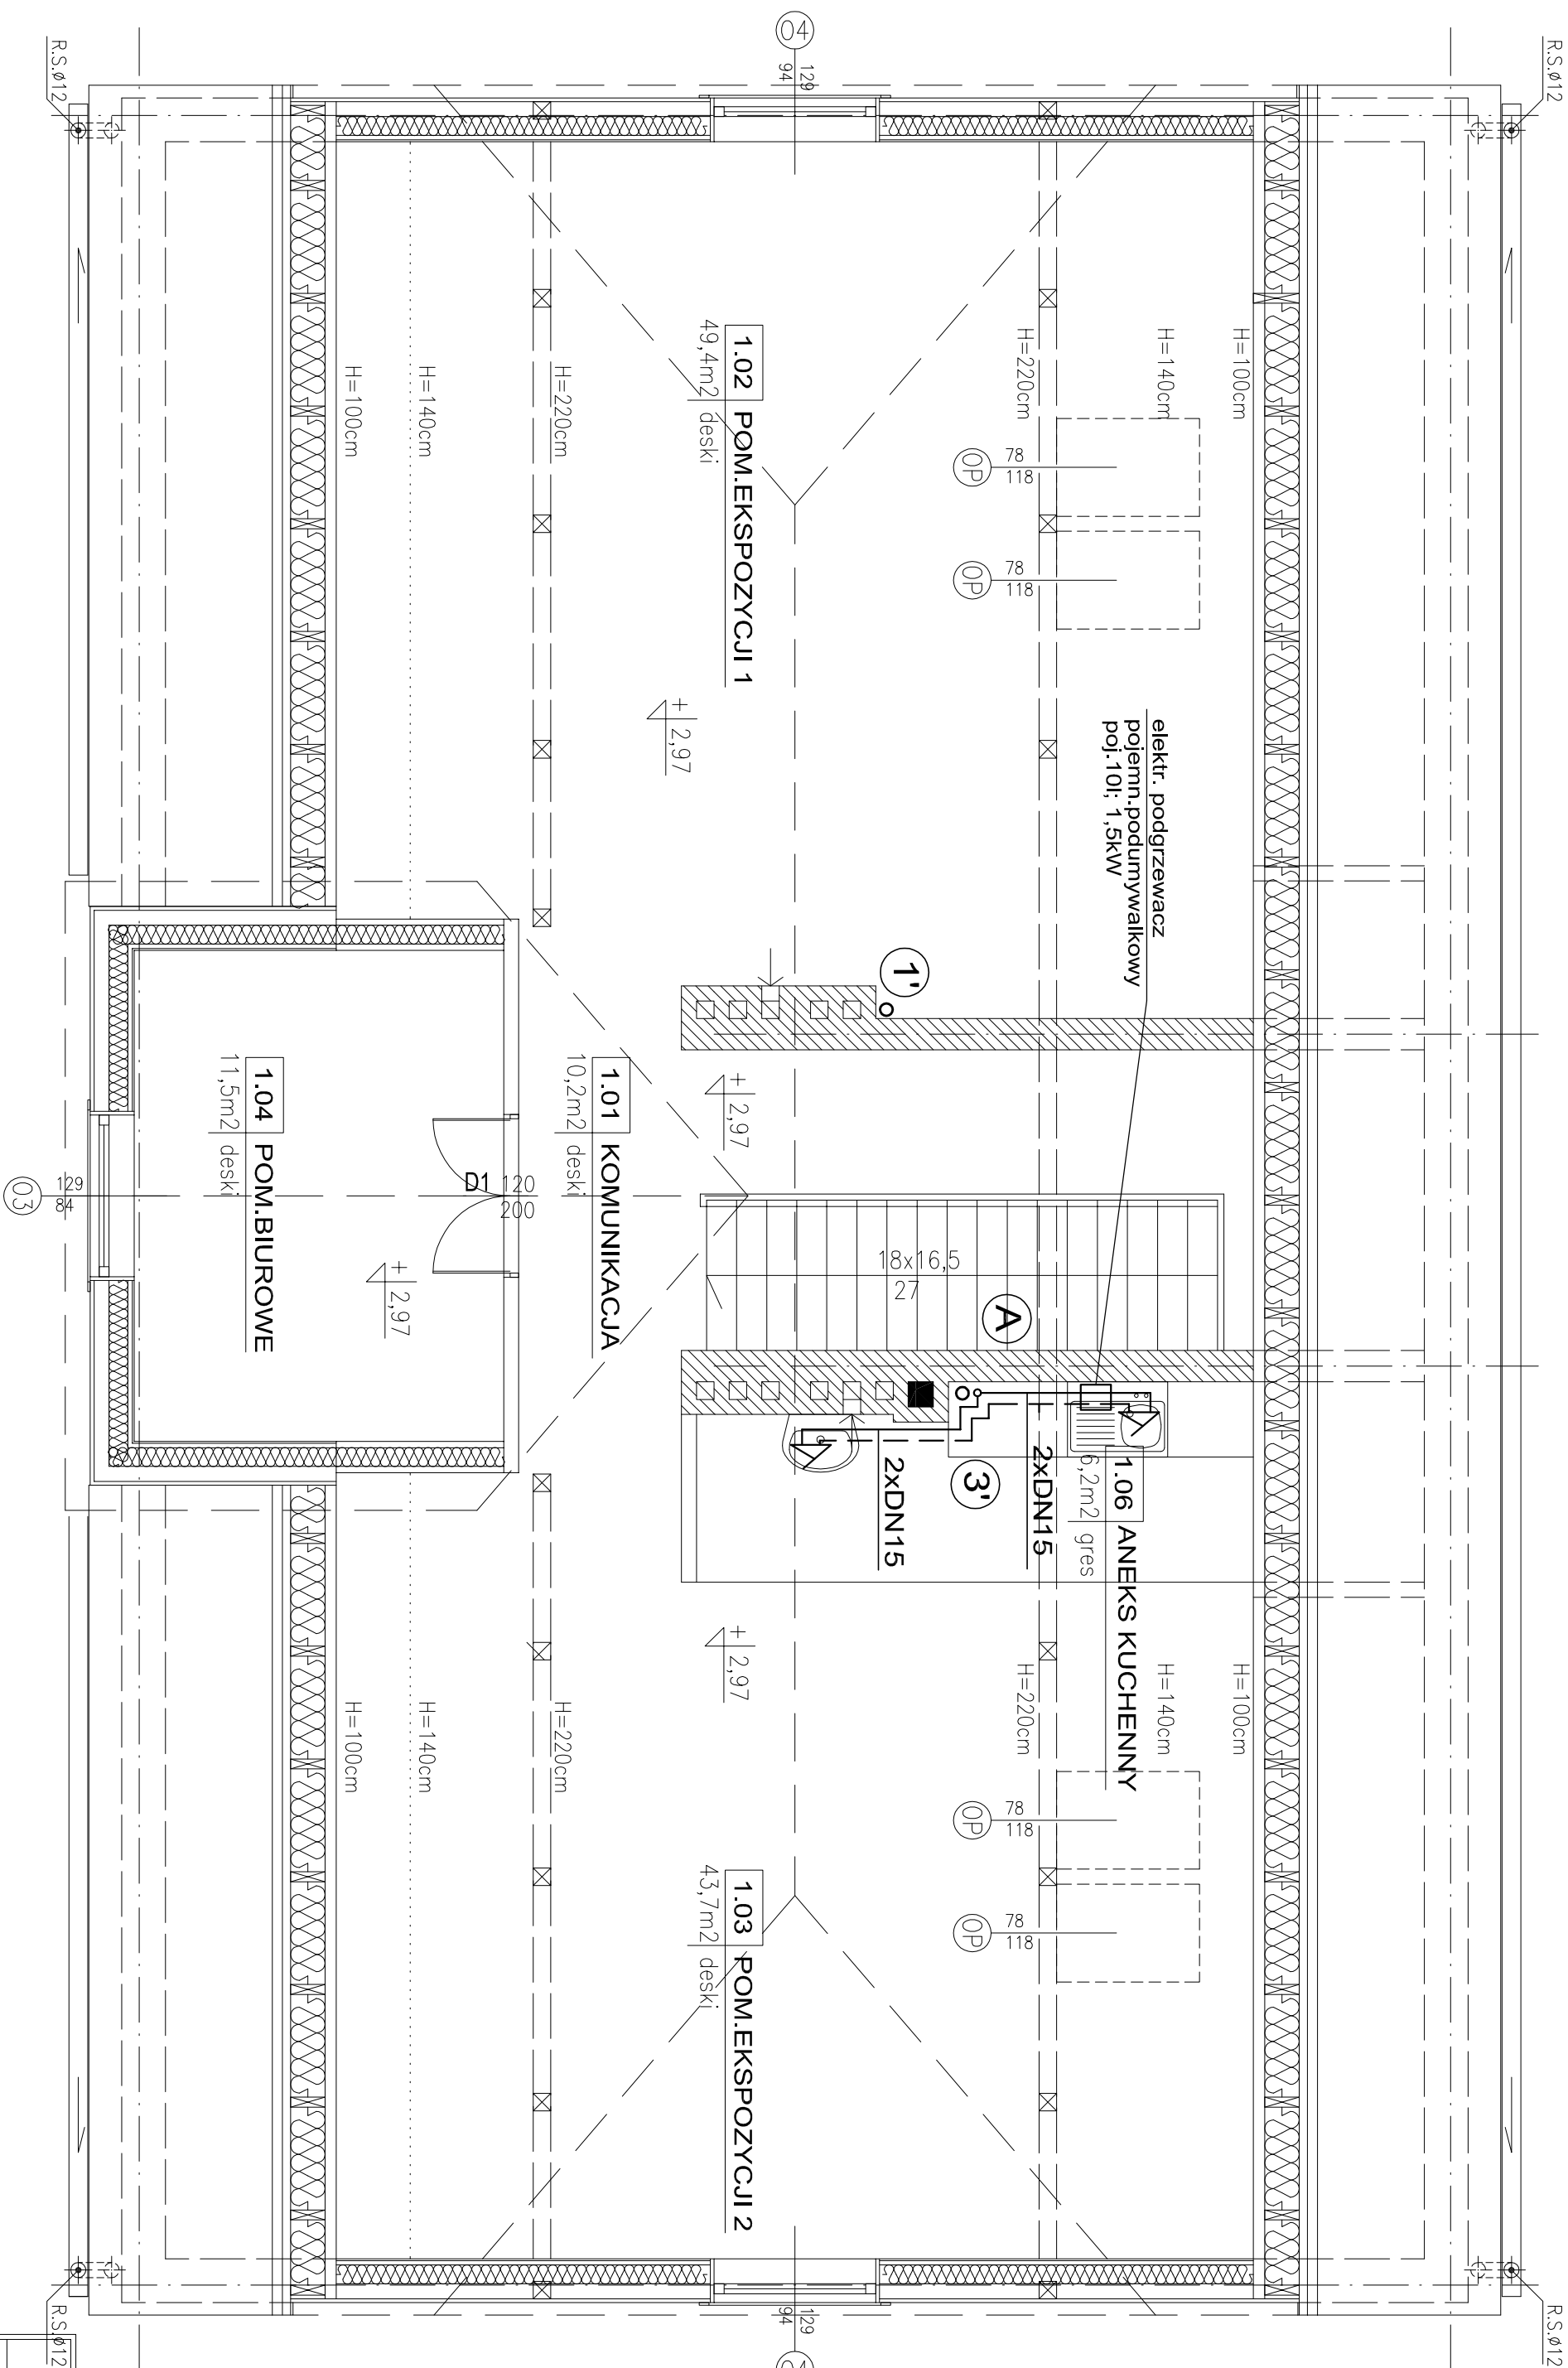 R.S.ø12
R.S.ø12
04
129
94
1.02 POM.EKSPOZYCJI 1
49,4m2 deski
H=100cm
H=140cm
H=220cm
H=220cm
H=140cm
H=100cm
OP
78
118
OP
78
118
+ 2,97
elektr. podgrzewacz
pojemn.podumywalkowy
poj.10l; 1,5kW
1'
+ 2,97
1.01 KOMUNIKACJA
10,2m2 deski
1.04 POM.BIUROWE
11,5m2 deski
D1
120
200
+ 2,97
03
129
84
18x16,5
27
A
3'
2xDN15
2xDN15
1.06 ANEKS KUCHENNY
6,2m2 gres
+ 2,97
H=100cm
H=140cm
H=220cm
H=220cm
H=140cm
H=100cm
OP
78
118
OP
78
118
1.03 POM.EKSPOZYCJI 2
43,7m2 deski
129
94
R.S.ø12
R.S.ø12